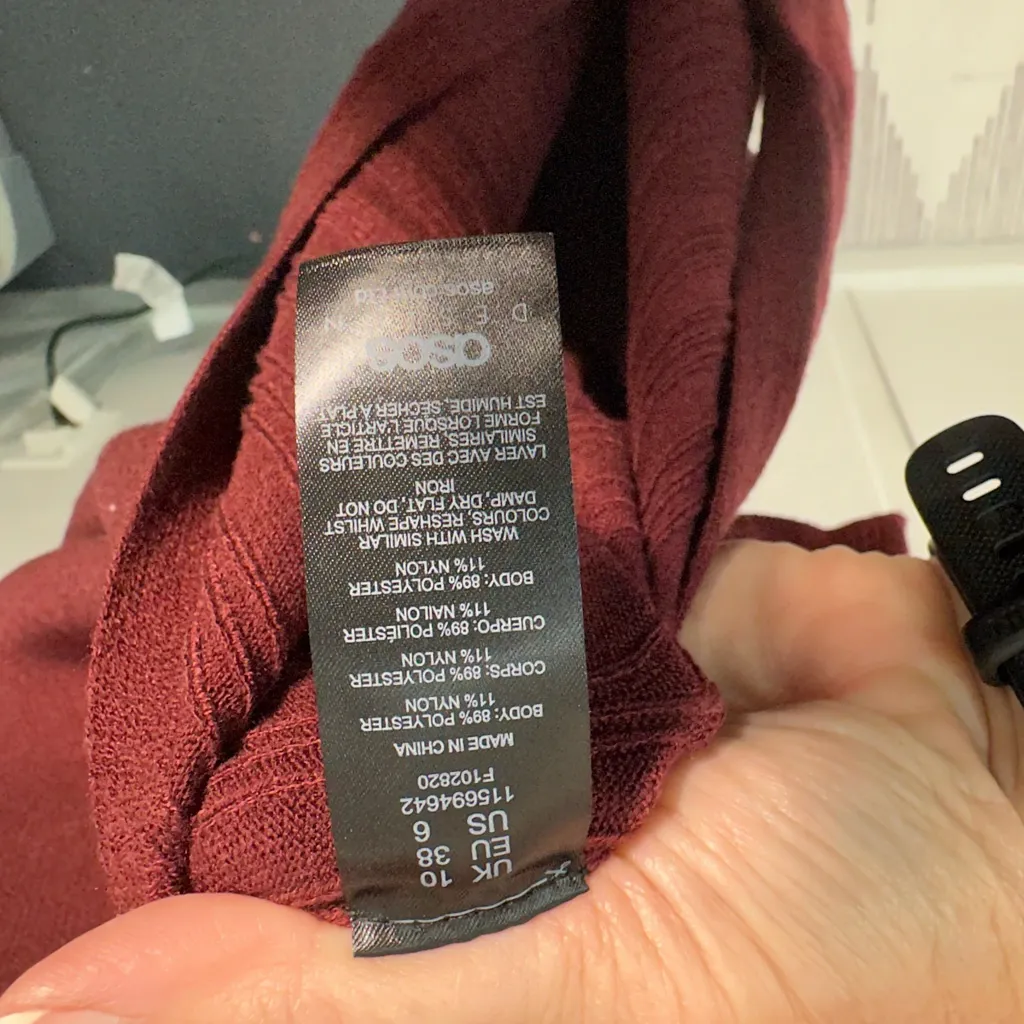 UK 10
EU 38
US 6
115694642
F102820
MADE IN CHINA
BODY: 89% POLYESTER
11% NYLON
CORPS: 89% POLYESTER
11% NYLON
CUERPO: 89% POLIÉSTER
11% NAILON
BODY: 89% POLYESTER
11% NYLON
WASH WITH SIMILAR
COLOURS, RESHAPE WHILST
DAMP, DRY FLAT, DO NOT
IRON
LAVER AVEC DES COULEURS
SIMILAIRES, REMETTRE EN
FORME LORSQUE L'ARTICLE
EST HUMIDE, SÉCHER À PLAT
asos